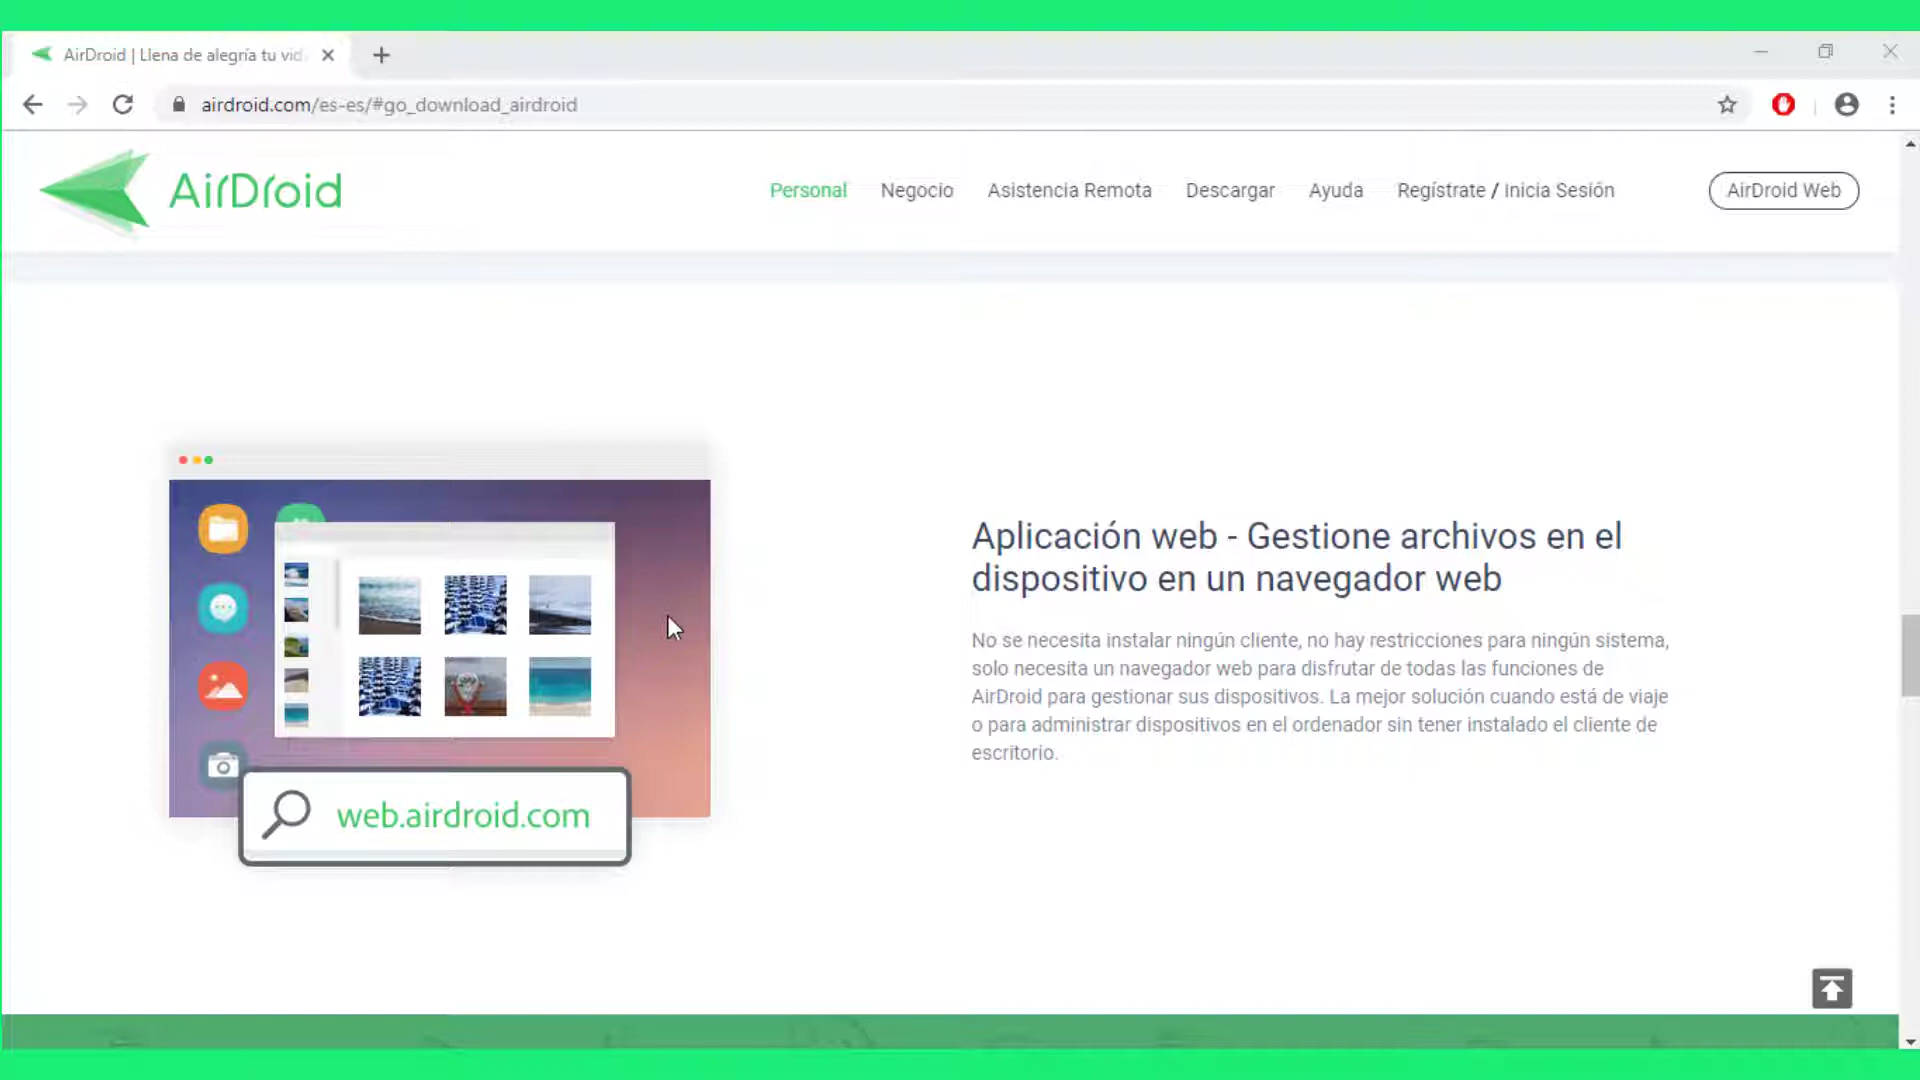 AirDroid | Llena de alegría tu vid
airdroid.com/es-es/#go_download_airdroid
AirDroid
Personal
Negocio
Asistencia Remota
Descargar
Ayuda
Regístrate / Inicia Sesión
AirDroid Web
web.airdroid.com
Aplicación web - Gestione archivos en el
dispositivo en un navegador web
No se necesita instalar ningún cliente, no hay restricciones para ningún sistema,
solo necesita un navegador web para disfrutar de todas las funciones de
AirDroid para gestionar sus dispositivos. La mejor solución cuando está de viaje
o para administrar dispositivos en el ordenador sin tener instalado el cliente de
escritorio.